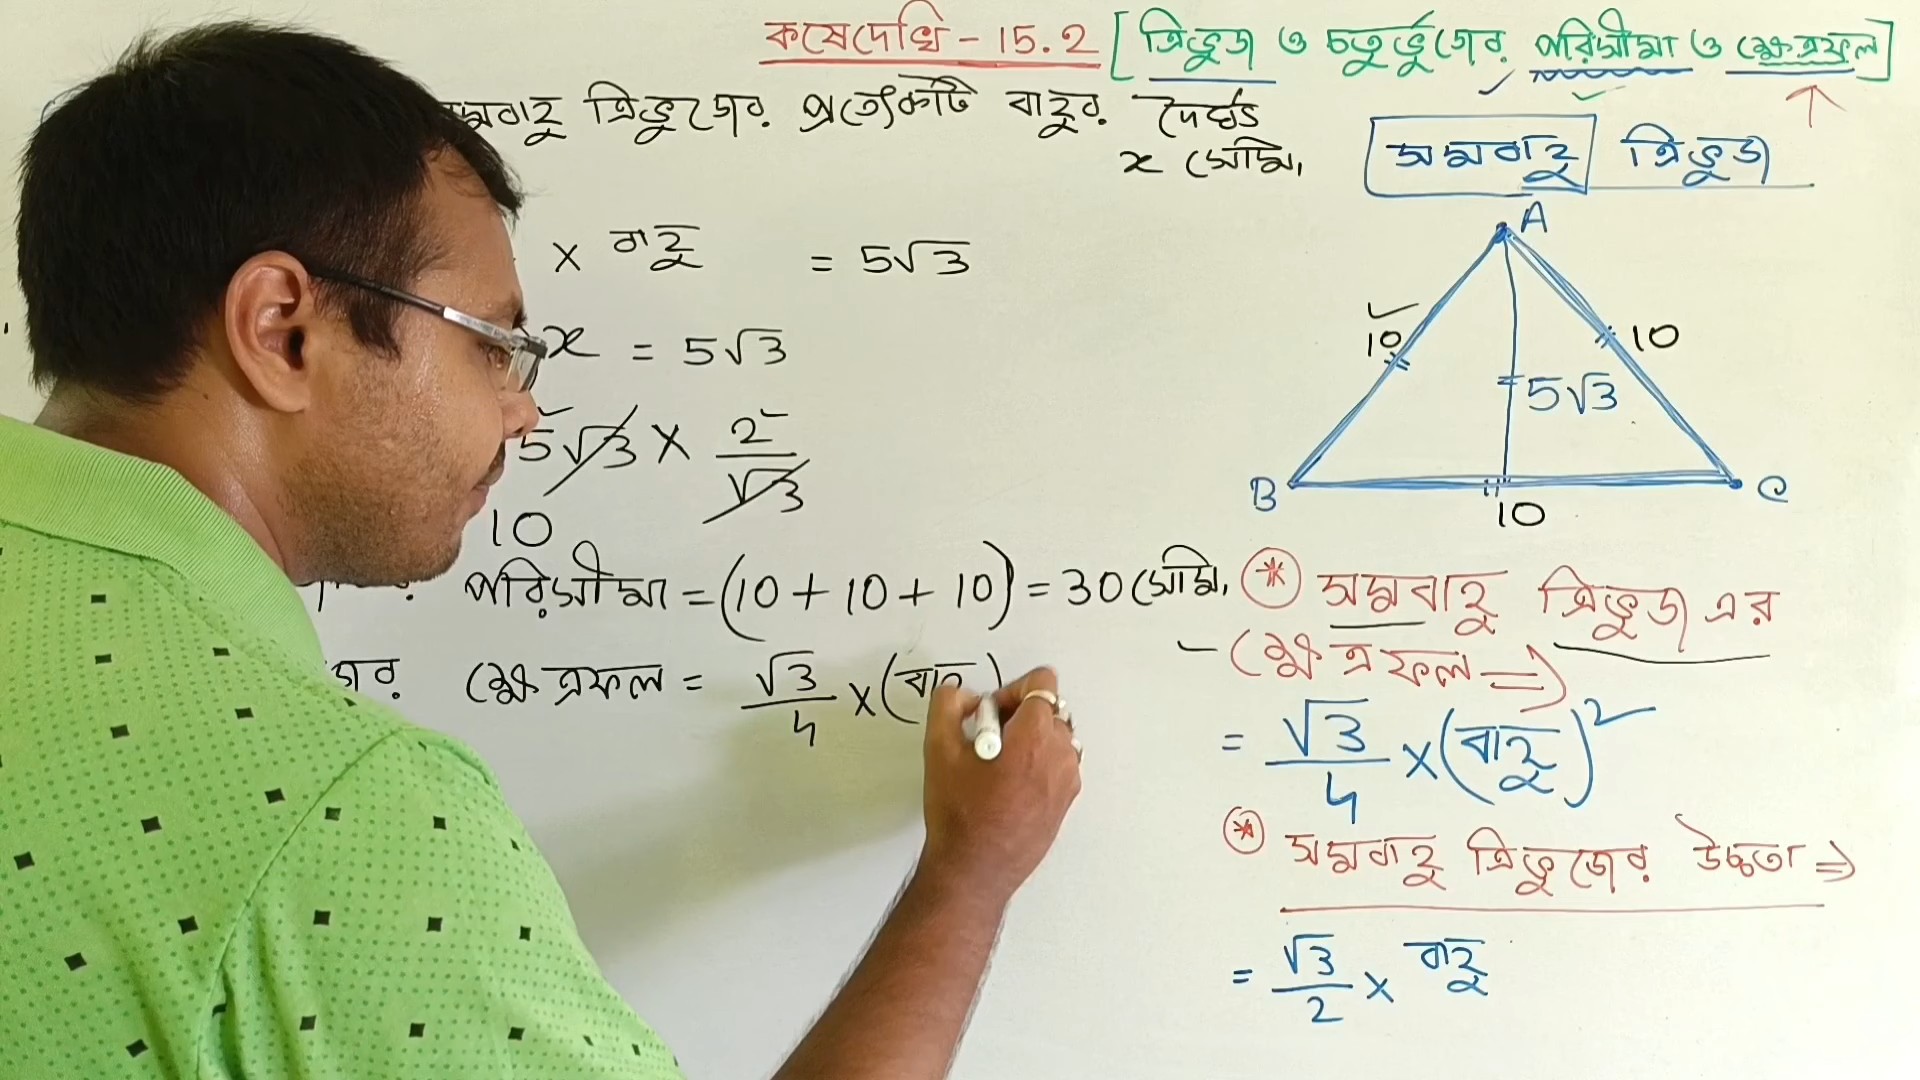 কষেদেখি - 15.2 [ত্রিভুজ ও চতুর্ভুজের পরিসীমা ও ক্ষেত্রফল]
সমবাহু ত্রিভুজের প্রত্যেকটি বাহুর দৈর্ঘ্য
x সেমি.
× বাহু = 5√3
x = 5√3
5√3 × 2/√3
10
পরিসীমা = (10 + 10 + 10) = 30 সেমি.
ক্ষেত্রফল = √3/4 × (বাহু)
সমবাহু ত্রিভুজ
A
10
10
5√3
B
C
10
* সমবাহু ত্রিভুজ এর
- ক্ষেত্রফল ⇒
= √3/4 × (বাহু)²
* সমবাহু ত্রিভুজের উচ্চতা ⇒
= √3/2 × বাহু